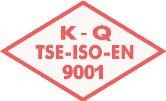 K - Q
TSE-ISO-EN
9001